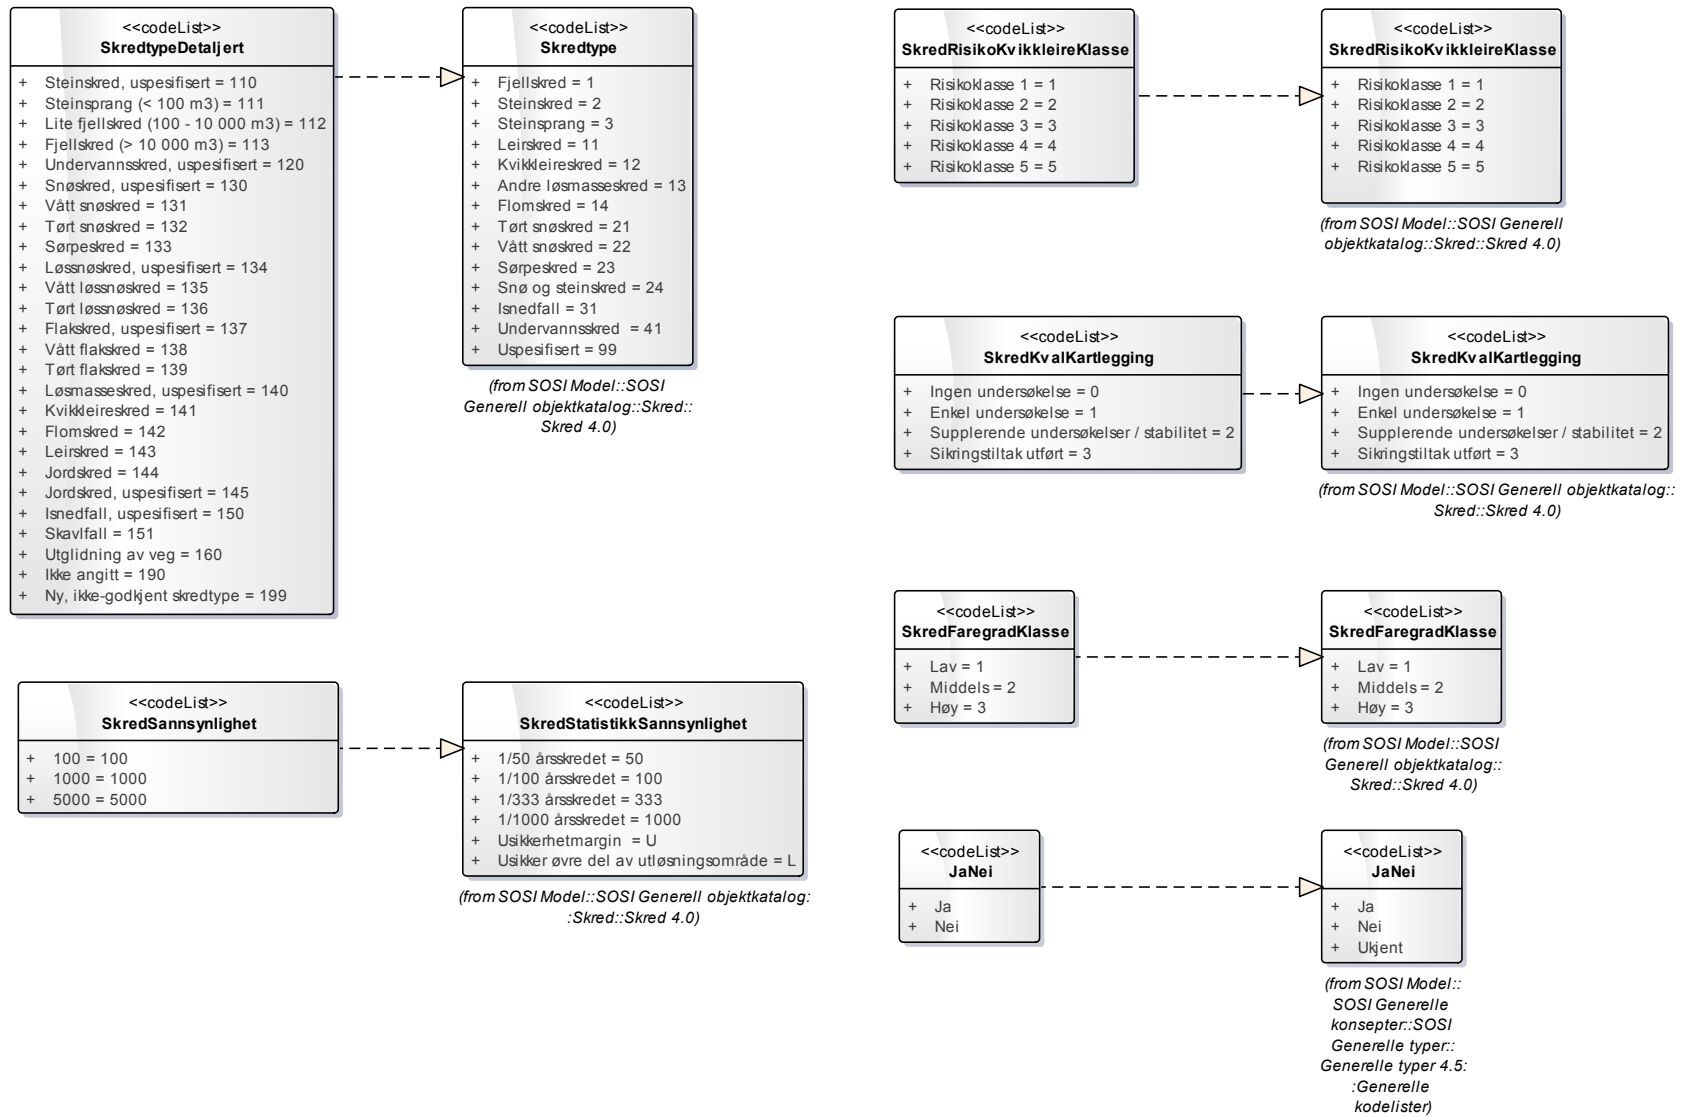 <<codeList>>
SkredtypeDetaljert
+ Steinskred, uspesifisert = 110
+ Steinsprang (< 100 m3) = 111
+ Lite fjellskred (100 - 10 000 m3) = 112
+ Fjellskred (> 10 000 m3) = 113
+ Undervannsskred, uspesifisert = 120
+ Snøskred, uspesifisert = 130
+ Vått snøskred = 131
+ Tørt snøskred = 132
+ Sørpeskred = 133
+ Løssnøskred, uspesifisert = 134
+ Vått løssnøskred = 135
+ Tørt løssnøskred = 136
+ Flakskred, uspesifisert = 137
+ Vått flakskred = 138
+ Tørt flakskred = 139
+ Løsmasseskred, uspesifisert = 140
+ Kvikkleireskred = 141
+ Flomskred = 142
+ Leirskred = 143
+ Jordskred = 144
+ Jordskred, uspesifisert = 145
+ Isnedfall, uspesifisert = 150
+ Skavlfall = 151
+ Utglidning av veg = 160
+ Ikke angitt = 190
+ Ny, ikke-godkjent skredtype = 199
<<codeList>>
Skredtype
+ Fjellskred = 1
+ Steinskred = 2
+ Steinsprang = 3
+ Leirskred = 11
+ Kvikkleireskred = 12
+ Andre løsmasseskred = 13
+ Flomskred = 14
+ Tørt snøskred = 21
+ Vått snøskred = 22
+ Sørpeskred = 23
+ Snø og steinskred = 24
+ Isnedfall = 31
+ Undervannsskred = 41
+ Uspesifisert = 99
(from SOSI Model::SOSI
Generell objektkatalog::Skred::
Skred 4.0)
<<codeList>>
SkredSannsynlighet
+ 100 = 100
+ 1000 = 1000
+ 5000 = 5000
<<codeList>>
SkredStatistikkSannsynlighet
+ 1/50 årsskredet = 50
+ 1/100 årsskredet = 100
+ 1/333 årsskredet = 333
+ 1/1000 årsskredet = 1000
+ Usikkerhetmargin = U
+ Usikker øvre del av utløsningsområde = L
(from SOSI Model::SOSI Generell objektkatalog:
:Skred::Skred 4.0)
<<codeList>>
SkredRisikoKvikkleireKlasse
+ Risikoklasse 1 = 1
+ Risikoklasse 2 = 2
+ Risikoklasse 3 = 3
+ Risikoklasse 4 = 4
+ Risikoklasse 5 = 5
<<codeList>>
SkredRisikoKvikkleireKlasse
+ Risikoklasse 1 = 1
+ Risikoklasse 2 = 2
+ Risikoklasse 3 = 3
+ Risikoklasse 4 = 4
+ Risikoklasse 5 = 5
(from SOSI Model::SOSI Generell
objektkatalog::Skred::Skred 4.0)
<<codeList>>
SkredKvalKartlegging
+ Ingen undersøkelse = 0
+ Enkel undersøkelse = 1
+ Supplerende undersøkelser / stabilitet = 2
+ Sikringstiltak utført = 3
<<codeList>>
SkredKvalKartlegging
+ Ingen undersøkelse = 0
+ Enkel undersøkelse = 1
+ Supplerende undersøkelser / stabilitet = 2
+ Sikringstiltak utført = 3
(from SOSI Model::SOSI Generell objektkatalog::
Skred::Skred 4.0)
<<codeList>>
SkredFaregradKlasse
+ Lav = 1
+ Middels = 2
+ Høy = 3
<<codeList>>
SkredFaregradKlasse
+ Lav = 1
+ Middels = 2
+ Høy = 3
(from SOSI Model::SOSI
Generell objektkatalog::
Skred::Skred 4.0)
<<codeList>>
JaNei
+ Ja
+ Nei
<<codeList>>
JaNei
+ Ja
+ Nei
+ Ukjent
(from SOSI Model::
SOSI Generelle
konsepter::SOSI
Generelle typer::
Generelle typer 4.5:
:Generelle
kodelister)